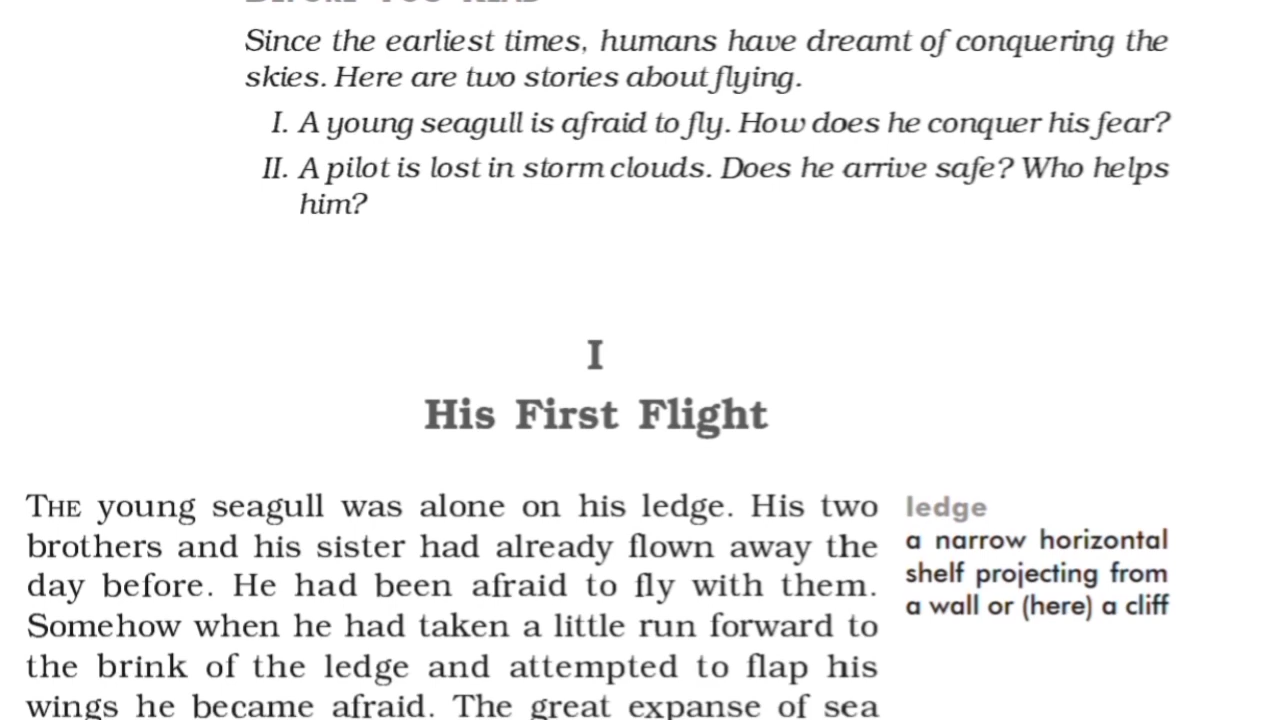 Since the earliest times, humans have dreamt of conquering the
skies. Here are two stories about flying.
I. A young seagull is afraid to fly. How does he conquer his fear?
II. A pilot is lost in storm clouds. Does he arrive safe? Who helps
him?
I
His First Flight
THE young seagull was alone on his ledge. His two
brothers and his sister had already flown away the
day before. He had been afraid to fly with them.
Somehow when he had taken a little run forward to
the brink of the ledge and attempted to flap his
wings he became afraid. The great expanse of sea
ledge
a narrow horizontal
shelf projecting from
a wall or (here) a cliff